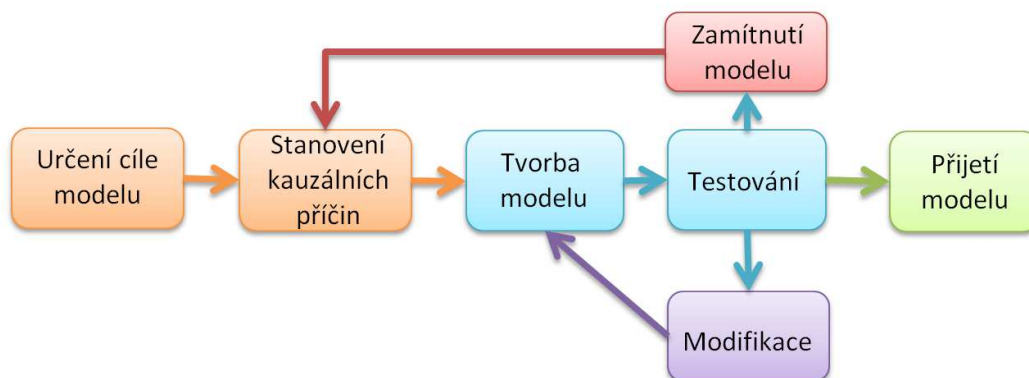 Zamítnutí
modelu
Určení cíle
modelu
Stanovení
kauzálních
příčin
Tvorba
modelu
Testování
Přijetí
modelu
Modifikace